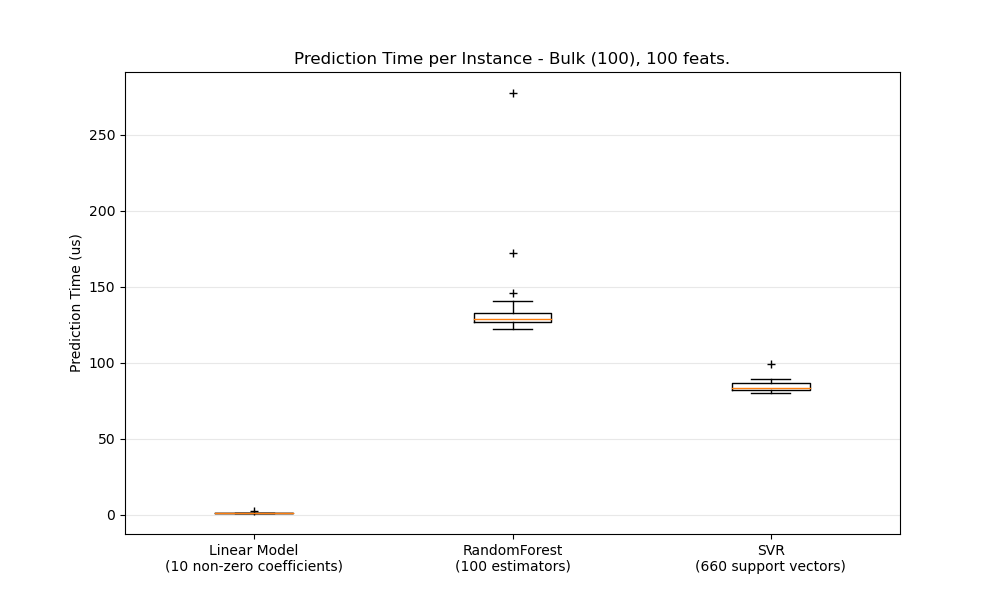 Prediction Time per Instance - Bulk (100), 100 feats.
Prediction Time (us)
250
200
150
100
50
0
Linear Model
(10 non-zero coefficients)
RandomForest
(100 estimators)
SVR
(660 support vectors)